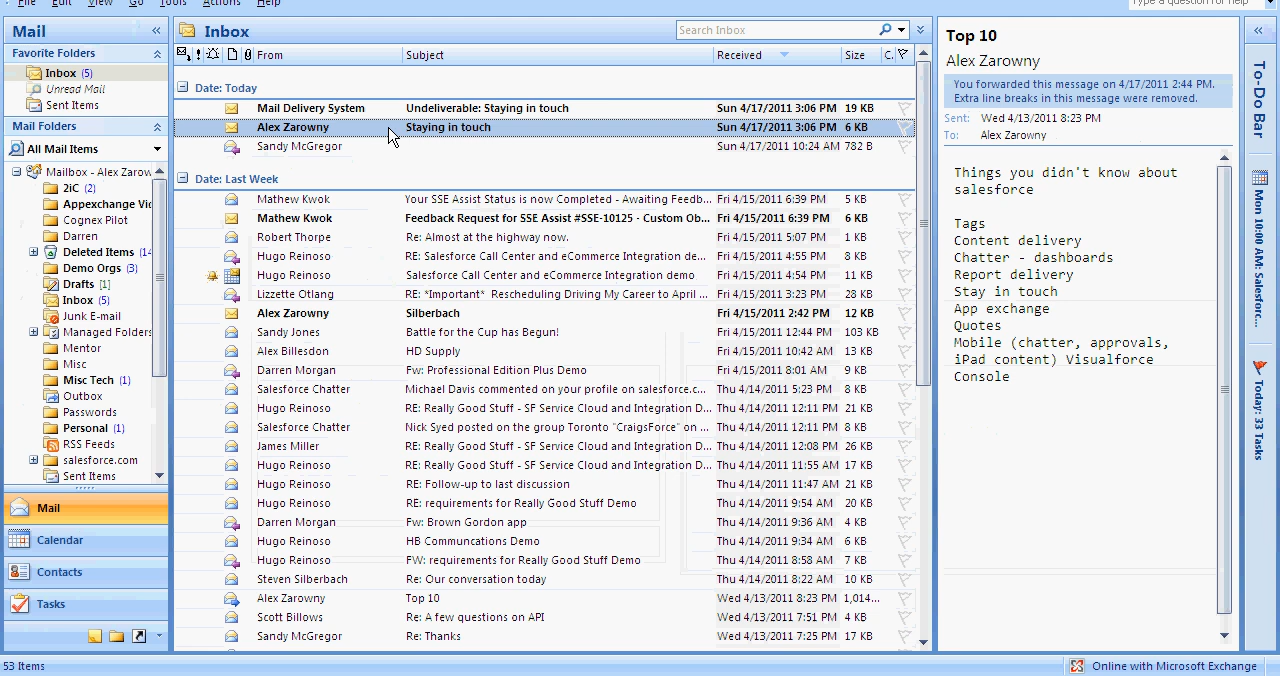 File Edit View Go Tools Actions Help
Type a question for help
Mail «
Favorite Folders
Inbox (5)
Unread Mail
Sent Items
Mail Folders
All Mail Items
Mailbox - Alex Zarow
2iC (2)
Appexchange Vid
Cognex Pilot
Darren
Deleted Items (14
Demo Orgs (3)
Drafts [1]
Inbox (5)
Junk E-mail
Managed Folders
Mentor
Misc
Misc Tech (1)
Outbox
Passwords
Personal (1)
RSS Feeds
salesforce.com
Sent Items
Mail
Calendar
Contacts
Tasks
53 Items
Inbox
Search Inbox
! From Subject Received Size C.
Date: Today
Mail Delivery System Undeliverable: Staying in touch Sun 4/17/2011 3:06 PM 19 KB
Alex Zarowny Staying in touch Sun 4/17/2011 3:06 PM 6 KB
Sandy McGregor Sun 4/17/2011 10:24 AM 782 B
Date: Last Week
Mathew Kwok Your SSE Assist Status is now Completed - Awaiting Feedb... Fri 4/15/2011 6:39 PM 5 KB
Mathew Kwok Feedback Request for SSE Assist #SSE-10125 - Custom Ob... Fri 4/15/2011 6:39 PM 6 KB
Robert Thorpe Re: Almost at the highway now. Fri 4/15/2011 5:07 PM 1 KB
Hugo Reinoso RE: Salesforce Call Center and eCommerce Integration de... Fri 4/15/2011 4:55 PM 8 KB
Hugo Reinoso Salesforce Call Center and eCommerce Integration demo Fri 4/15/2011 4:54 PM 11 KB
Lizzette Otlang RE: *Important* Rescheduling Driving My Career to April ... Fri 4/15/2011 3:23 PM 28 KB
Alex Zarowny Silberbach Fri 4/15/2011 2:42 PM 12 KB
Sandy Jones Battle for the Cup has Begun! Fri 4/15/2011 12:44 PM 103 KB
Alex Billesdon HD Supply Fri 4/15/2011 10:42 AM 13 KB
Darren Morgan Fw: Professional Edition Plus Demo Fri 4/15/2011 8:01 AM 9 KB
Salesforce Chatter Michael Davis commented on your profile on salesforce.c... Thu 4/14/2011 5:23 PM 8 KB
Hugo Reinoso RE: Really Good Stuff - SF Service Cloud and Integration D... Thu 4/14/2011 12:11 PM 21 KB
Salesforce Chatter Nick Syed posted on the group Toronto "CraigsForce" on ... Thu 4/14/2011 12:11 PM 8 KB
James Miller RE: Really Good Stuff - SF Service Cloud and Integration D... Thu 4/14/2011 12:08 PM 26 KB
Hugo Reinoso RE: Really Good Stuff - SF Service Cloud and Integration D... Thu 4/14/2011 11:55 AM 17 KB
Hugo Reinoso RE: Follow-up to last discussion Thu 4/14/2011 11:47 AM 21 KB
Hugo Reinoso RE: requirements for Really Good Stuff Demo Thu 4/14/2011 9:54 AM 20 KB
Darren Morgan Fw: Brown Gordon app Thu 4/14/2011 9:36 AM 4 KB
Hugo Reinoso HB Communcations Demo Thu 4/14/2011 9:34 AM 6 KB
Hugo Reinoso FW: requirements for Really Good Stuff Demo Thu 4/14/2011 8:58 AM 7 KB
Steven Silberbach Re: Our conversation today Thu 4/14/2011 8:22 AM 10 KB
Alex Zarowny Top 10 Wed 4/13/2011 8:23 PM 1,014...
Scott Billows Re: A few questions on API Wed 4/13/2011 7:51 PM 4 KB
Sandy McGregor Re: Thanks Wed 4/13/2011 7:25 PM 17 KB
Top 10
Alex Zarowny
You forwarded this message on 4/17/2011 2:44 PM.
Extra line breaks in this message were removed.
Sent: Wed 4/13/2011 8:23 PM
To: Alex Zarowny
Things you didn't know about
salesforce
Tags
Content delivery
Chatter - dashboards
Report delivery
Stay in touch
App exchange
Quotes
Mobile (chatter, approvals,
iPad content) Visualforce
Console
«
To-Do Bar
Mon 10:00 AM: Salesforc...
Today: 33 Tasks
Online with Microsoft Exchange